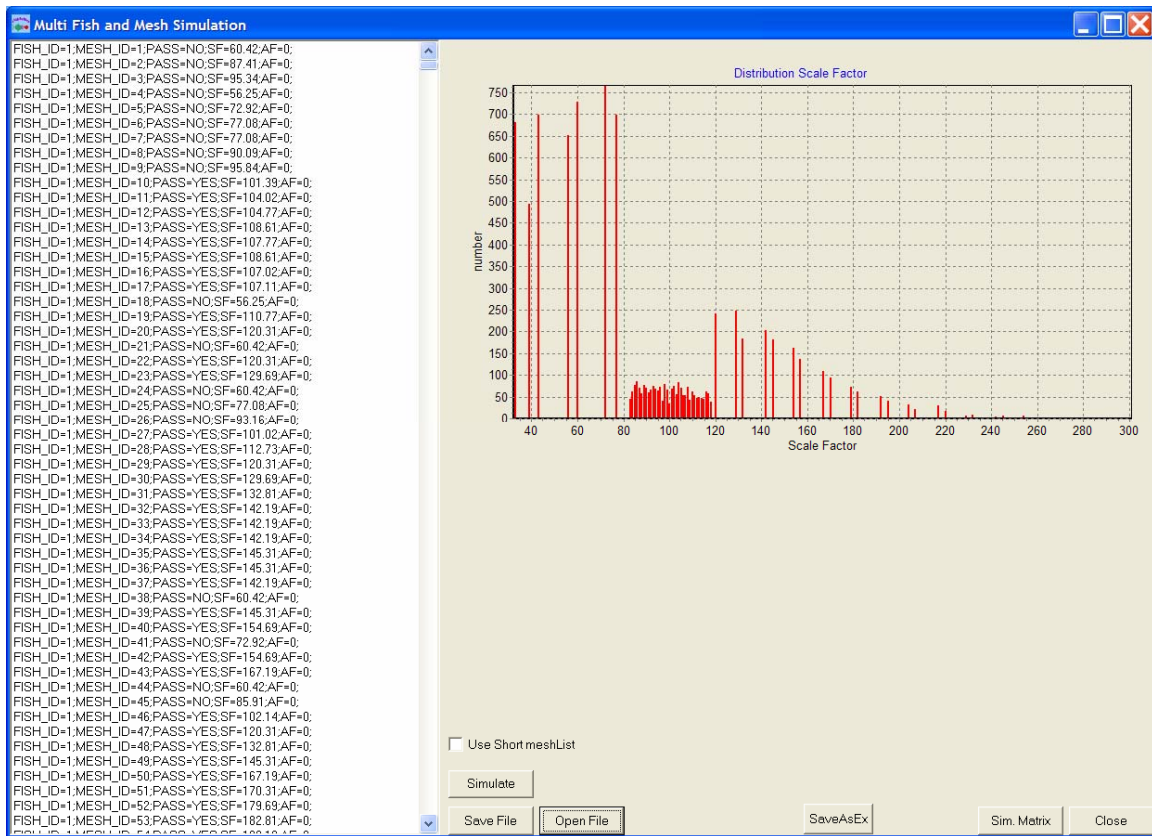 Multi Fish and Mesh Simulation
FISH_ID=1;MESH_ID=1;PASS=NO;SF=60.42;AF=0;
FISH_ID=1;MESH_ID=2;PASS=NO;SF=87.41;AF=0;
FISH_ID=1;MESH_ID=3;PASS=NO;SF=95.34;AF=0;
FISH_ID=1;MESH_ID=4;PASS=NO;SF=56.25;AF=0;
FISH_ID=1;MESH_ID=5;PASS=NO;SF=72.92;AF=0;
FISH_ID=1;MESH_ID=6;PASS=NO;SF=77.08;AF=0;
FISH_ID=1;MESH_ID=7;PASS=NO;SF=77.08;AF=0;
FISH_ID=1;MESH_ID=8;PASS=NO;SF=90.09;AF=0;
FISH_ID=1;MESH_ID=9;PASS=NO;SF=95.84;AF=0;
FISH_ID=1;MESH_ID=10;PASS=YES;SF=101.39;AF=0;
FISH_ID=1;MESH_ID=11;PASS=YES;SF=104.02;AF=0;
FISH_ID=1;MESH_ID=12;PASS=YES;SF=104.77;AF=0;
FISH_ID=1;MESH_ID=13;PASS=YES;SF=108.61;AF=0;
FISH_ID=1;MESH_ID=14;PASS=YES;SF=107.77;AF=0;
FISH_ID=1;MESH_ID=15;PASS=YES;SF=108.61;AF=0;
FISH_ID=1;MESH_ID=16;PASS=YES;SF=107.02;AF=0;
FISH_ID=1;MESH_ID=17;PASS=YES;SF=107.11;AF=0;
FISH_ID=1;MESH_ID=18;PASS=NO;SF=56.25;AF=0;
FISH_ID=1;MESH_ID=19;PASS=YES;SF=110.77;AF=0;
FISH_ID=1;MESH_ID=20;PASS=YES;SF=120.31;AF=0;
FISH_ID=1;MESH_ID=21;PASS=NO;SF=60.42;AF=0;
FISH_ID=1;MESH_ID=22;PASS=YES;SF=120.31;AF=0;
FISH_ID=1;MESH_ID=23;PASS=YES;SF=129.69;AF=0;
FISH_ID=1;MESH_ID=24;PASS=NO;SF=60.42;AF=0;
FISH_ID=1;MESH_ID=25;PASS=NO;SF=77.08;AF=0;
FISH_ID=1;MESH_ID=26;PASS=NO;SF=93.16;AF=0;
FISH_ID=1;MESH_ID=27;PASS=YES;SF=101.02;AF=0;
FISH_ID=1;MESH_ID=28;PASS=YES;SF=112.73;AF=0;
FISH_ID=1;MESH_ID=29;PASS=YES;SF=120.31;AF=0;
FISH_ID=1;MESH_ID=30;PASS=YES;SF=129.69;AF=0;
FISH_ID=1;MESH_ID=31;PASS=YES;SF=132.81;AF=0;
FISH_ID=1;MESH_ID=32;PASS=YES;SF=142.19;AF=0;
FISH_ID=1;MESH_ID=33;PASS=YES;SF=142.19;AF=0;
FISH_ID=1;MESH_ID=34;PASS=YES;SF=142.19;AF=0;
FISH_ID=1;MESH_ID=35;PASS=YES;SF=145.31;AF=0;
FISH_ID=1;MESH_ID=36;PASS=YES;SF=145.31;AF=0;
FISH_ID=1;MESH_ID=37;PASS=YES;SF=142.19;AF=0;
FISH_ID=1;MESH_ID=38;PASS=NO;SF=60.42;AF=0;
FISH_ID=1;MESH_ID=39;PASS=YES;SF=145.31;AF=0;
FISH_ID=1;MESH_ID=40;PASS=YES;SF=154.69;AF=0;
FISH_ID=1;MESH_ID=41;PASS=NO;SF=72.92;AF=0;
FISH_ID=1;MESH_ID=42;PASS=YES;SF=154.69;AF=0;
FISH_ID=1;MESH_ID=43;PASS=YES;SF=167.19;AF=0;
FISH_ID=1;MESH_ID=44;PASS=NO;SF=60.42;AF=0;
FISH_ID=1;MESH_ID=45;PASS=NO;SF=85.91;AF=0;
FISH_ID=1;MESH_ID=46;PASS=YES;SF=102.14;AF=0;
FISH_ID=1;MESH_ID=47;PASS=YES;SF=120.31;AF=0;
FISH_ID=1;MESH_ID=48;PASS=YES;SF=132.81;AF=0;
FISH_ID=1;MESH_ID=49;PASS=YES;SF=145.31;AF=0;
FISH_ID=1;MESH_ID=50;PASS=YES;SF=167.19;AF=0;
FISH_ID=1;MESH_ID=51;PASS=YES;SF=170.31;AF=0;
FISH_ID=1;MESH_ID=52;PASS=YES;SF=179.69;AF=0;
FISH_ID=1;MESH_ID=53;PASS=YES;SF=182.81;AF=0;
Distribution Scale Factor
750
700
650
600
550
500
450
400
350
300
250
200
150
100
50
0
number
40 60 80 100 120 140 160 180 200 220 240 260 280 300
Scale Factor
Use Short meshList
Simulate
Save File Open File SaveAsEx Sim. Matrix Close